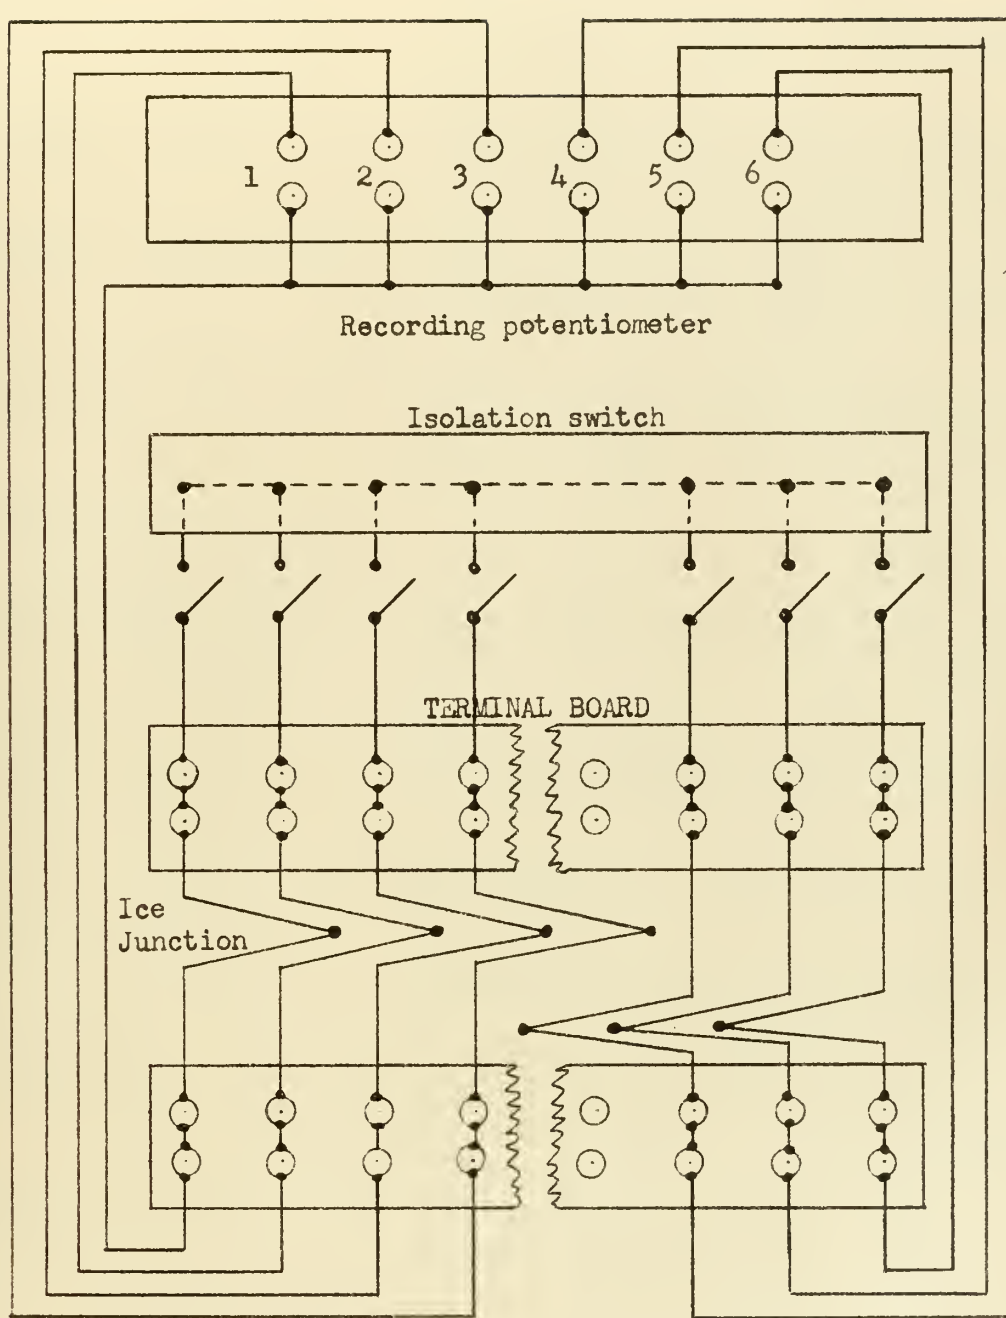 1 2 3 4 5 6
Recording potentiometer
Isolation switch
TERMINAL BOARD
Ice
Junction